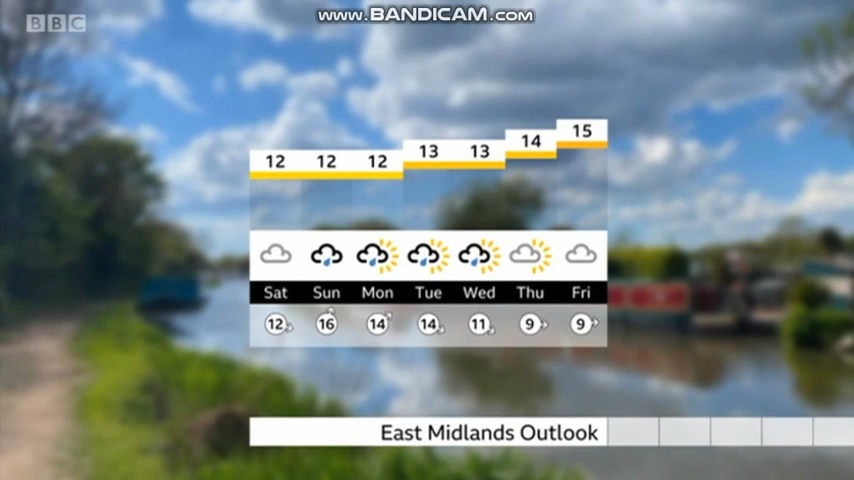 www.BANDICAM.com
BBC
12 12 12 13 13 14 15
Sat Sun Mon Tue Wed Thu Fri
12 16 14 14 11 9 9
East Midlands Outlook